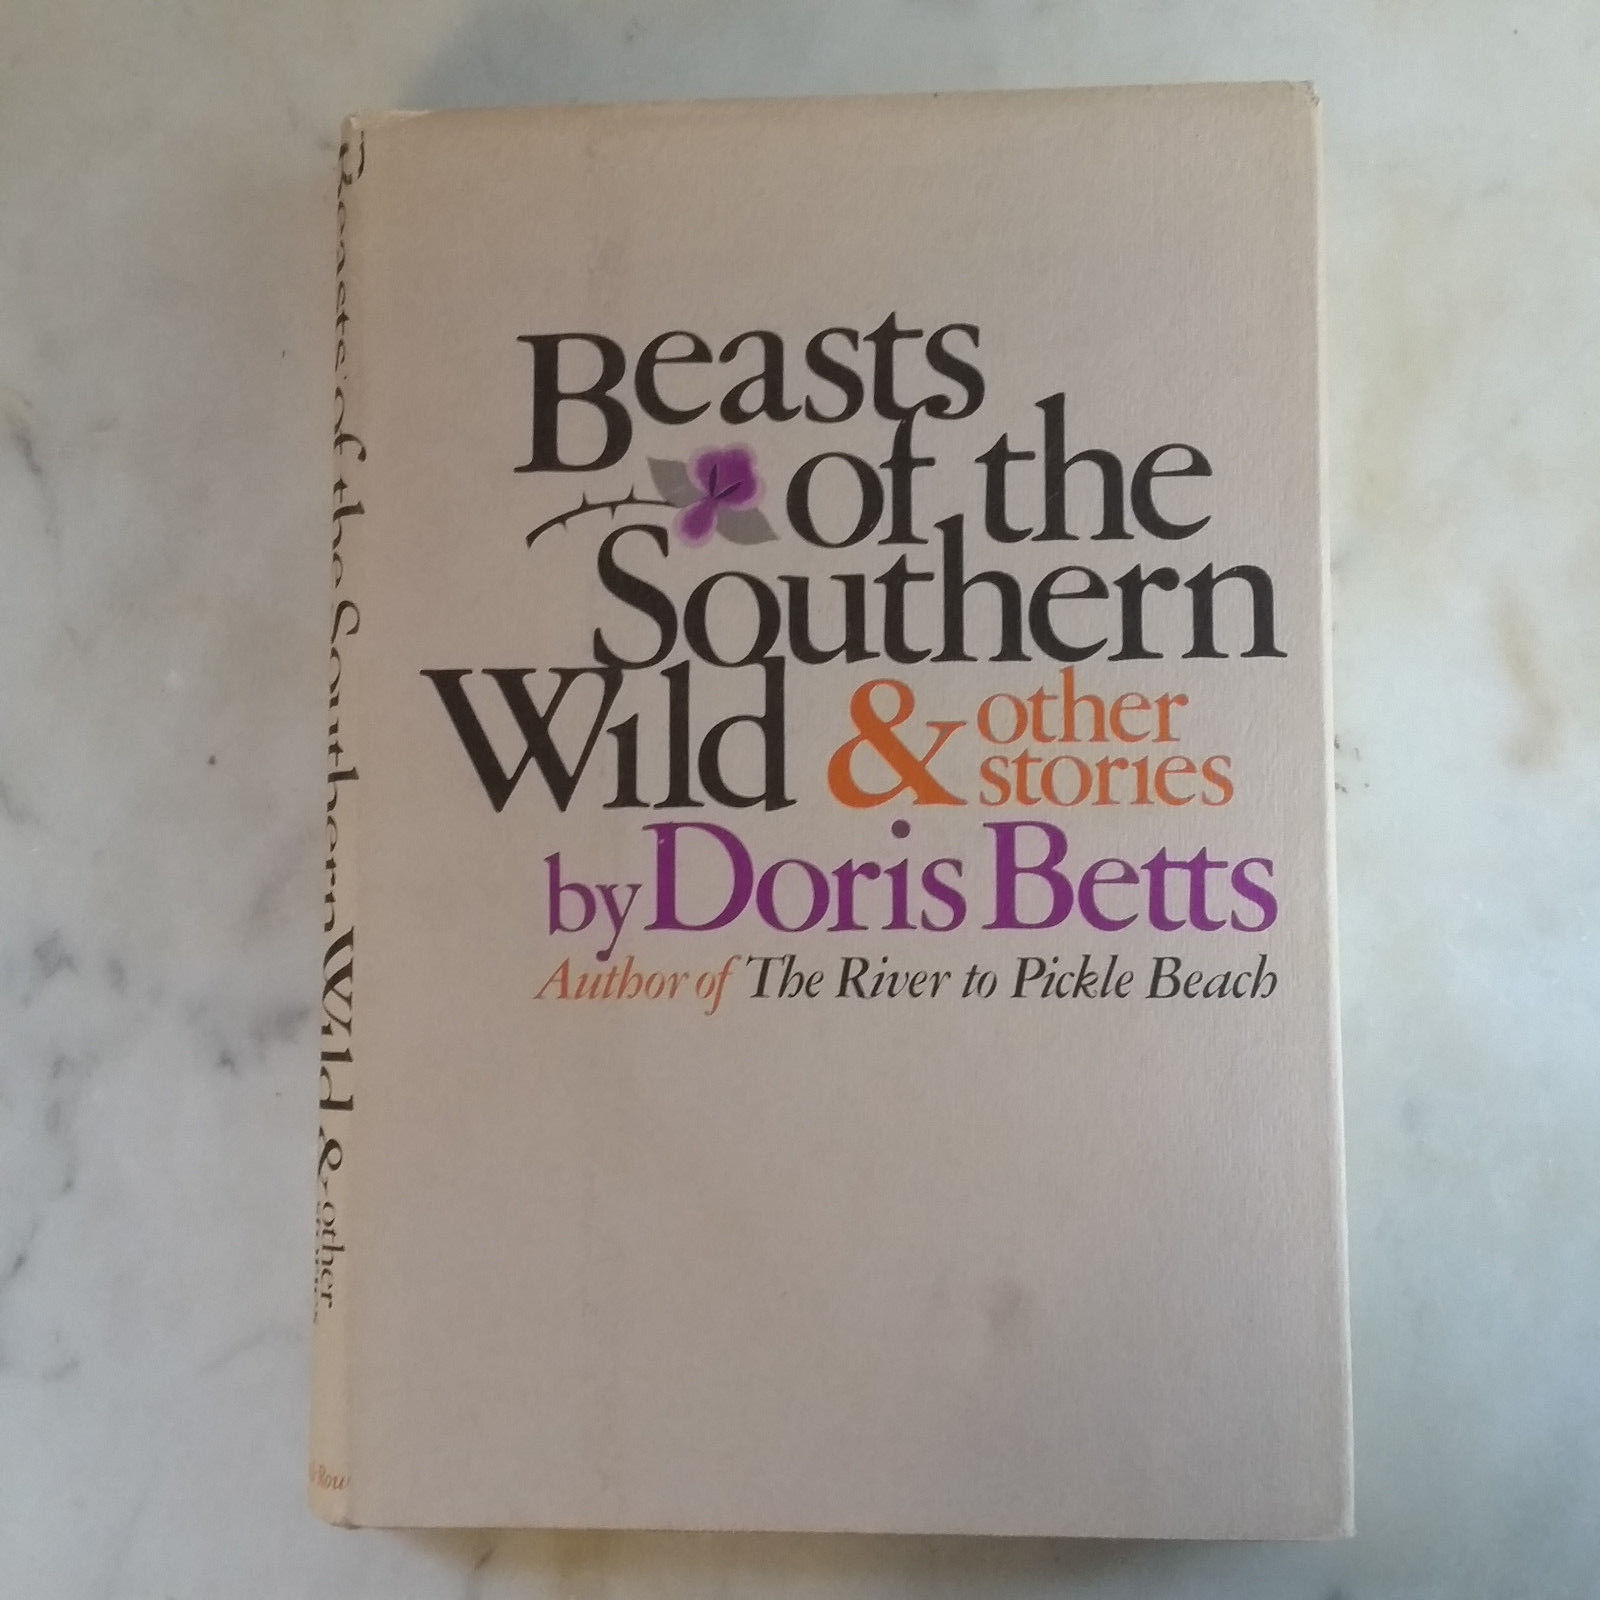 Beasts
of the
Southern
Wild & other
stories
by Doris Betts
Author of The River to Pickle Beach
Beasts of the Southern Wild & other
Row